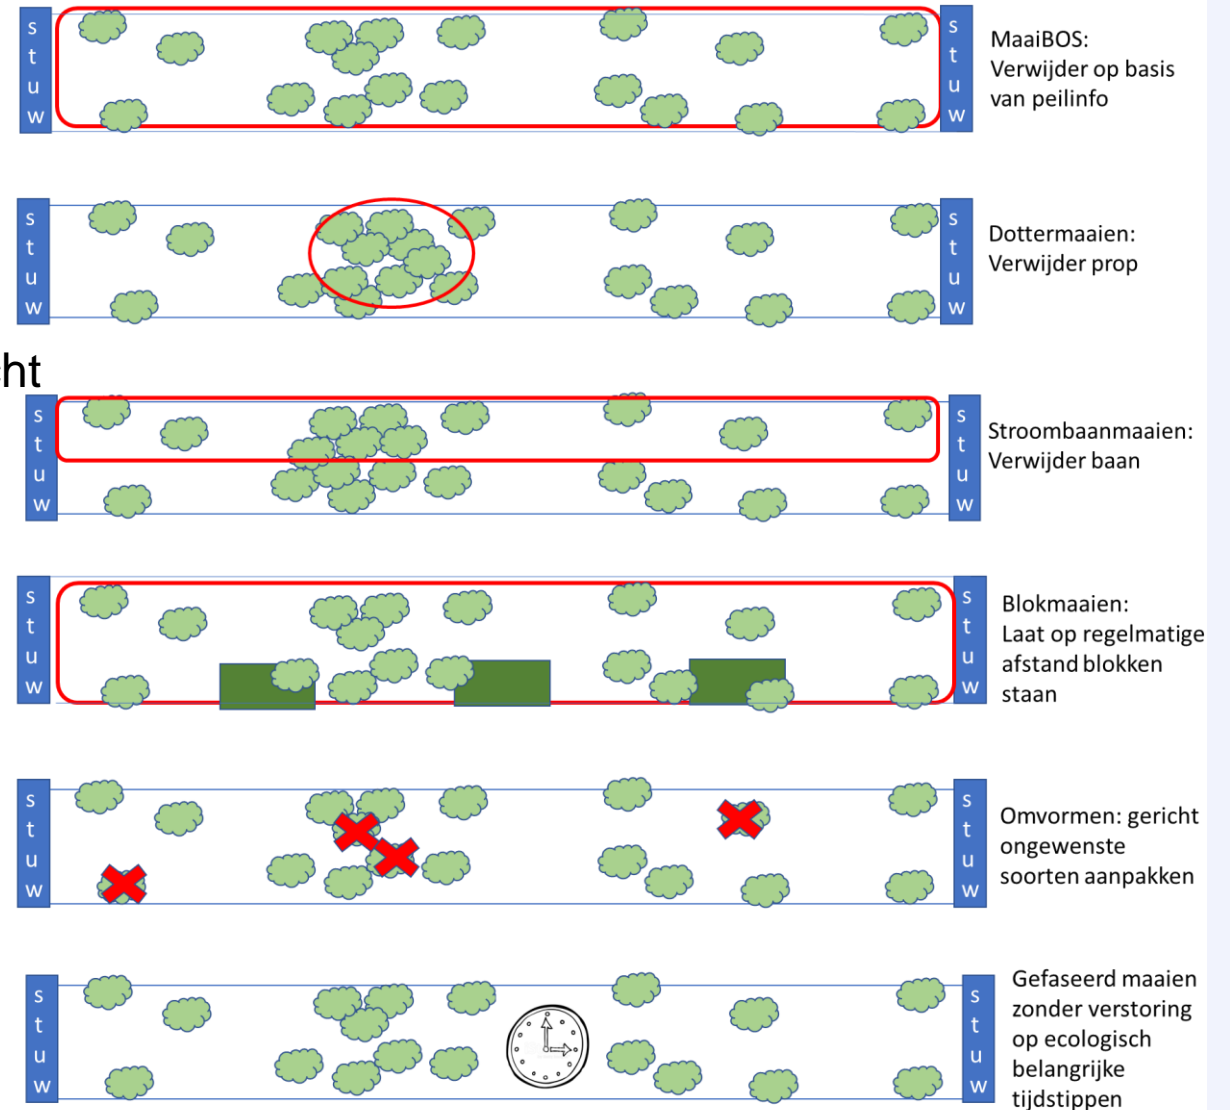 s
t
u
w
s
t
u
w
MaaiBOS:
Verwijder op basis
van peilinfo
s
t
u
w
s
t
u
w
Dottermaaien:
Verwijder prop
ht
s
t
u
w
s
t
u
w
Stroombaanmaaien:
Verwijder baan
s
t
u
w
s
t
u
w
Blokmaaien:
Laat op regelmatige
afstand blokken
staan
s
t
u
w
s
t
u
w
Omvormen: gericht
ongewenste
soorten aanpakken
s
t
u
w
s
t
u
w
Gefaseerd maaien
zonder verstoring
op ecologisch
belangrijke
tijdstippen